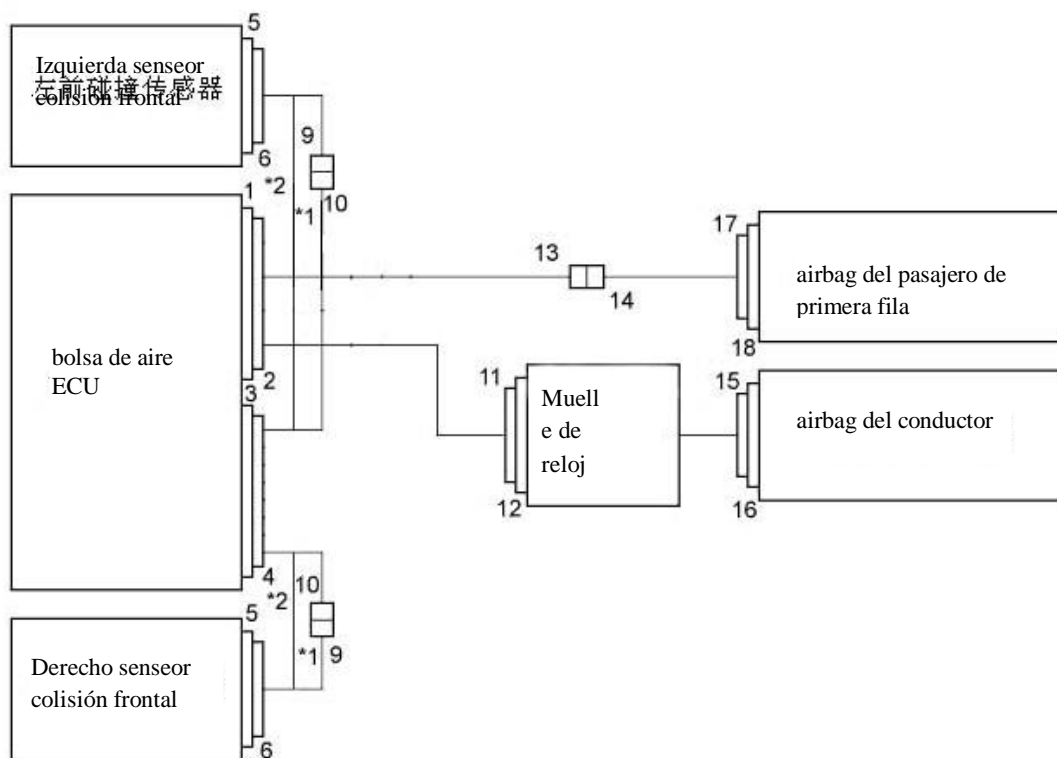 5
Izquierda senseor
左前碰撞传感器
colisión frontal
9
6
*2
1
*1
10
17
13
14
airbag del pasajero de
primera fila
18
bolsa de aire
ECU
2
3
11
Muell
e de
reloj
12
15
airbag del conductor
16
4
*2
10
5
*1
9
Derecho senseor
colisión frontal
6